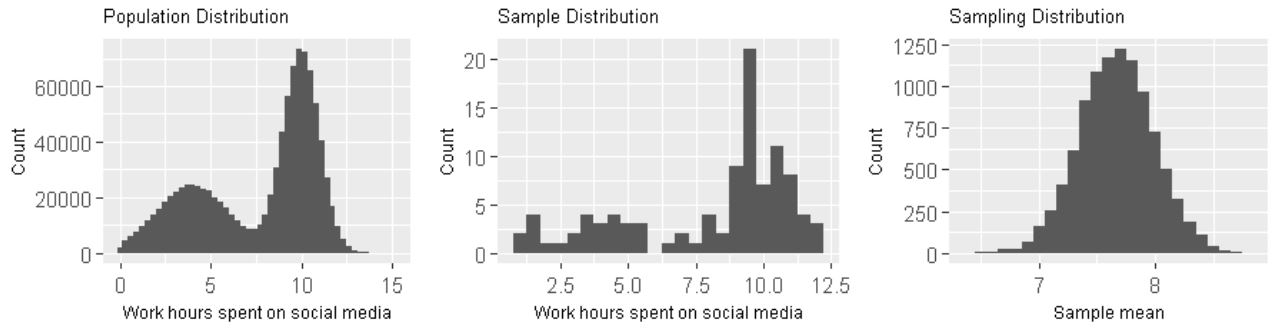 Population Distribution
Count
60000
40000
20000
0
0 5 10 15
Work hours spent on social media
Sample Distribution
Count
20
15
10
5
0
2.5 5.0 7.5 10.0 12.5
Work hours spent on social media
Sampling Distribution
Count
1250
1000
750
500
250
0
7 8
Sample mean